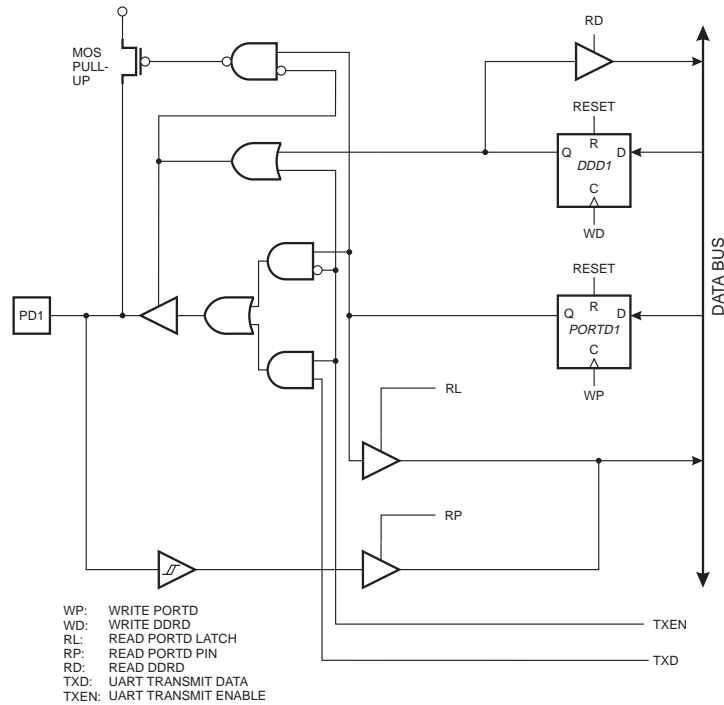 RD
MOS
PULL-
UP
RESET
R
Q
D
DDD1
C
WD
RESET
R
Q
D
PORTD1
C
WP
DATA BUS
PD1
RL
RP
TXEN
TXD
WP: WRITE PORTD
WD: WRITE DDRD
RL: READ PORTD LATCH
RP: READ PORTD PIN
RD: READ DDRD
TXD: UART TRANSMIT DATA
TXEN: UART TRANSMIT ENABLE